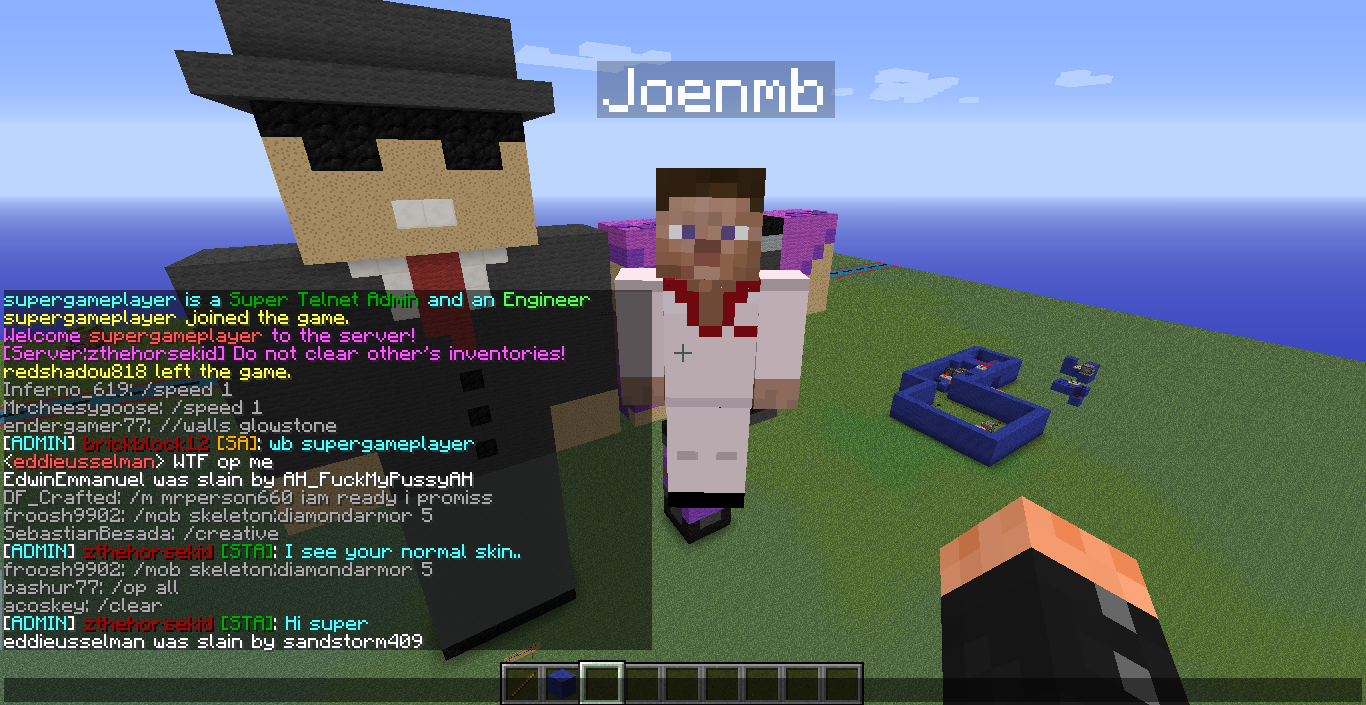 Joenmb
supergameplayer is a Super Telnet Admin and an Engineer
supergameplayer joined the game.
Welcome supergameplayer to the server!
[Server:zthehorsekid] Do not clear other's inventories!
redshadow818 left the game.
Inferno_619: /speed 1
Mrcheesygoose: /speed 1
endergamer77: //walls glowstone
[ADMIN] brickblock12 [SA]: wb supergameplayer
<eddieusselman> WTF op me
EdwinEmmanuel was slain by AH_FuckMyPussyAH
DF_Crafted: /m mrperson660 iam ready i promiss
froosh9902: /mob skeleton:diamondarmor 5
SebastianBesada: /creative
[ADMIN] zthehorsekid [STA]: I see your normal skin..
froosh9902: /mob skeleton:diamondarmor 5
bashur77: /op all
acoskey: /clear
[ADMIN] zthehorsekid [STA]: Hi super
eddieusselman was slain by sandstorm409